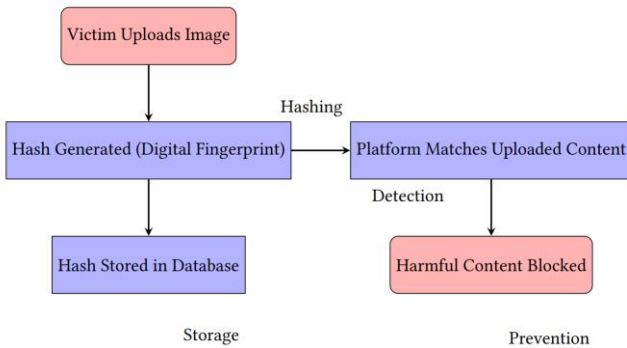 Victim Uploads Image
Hashing
Hash Generated (Digital Fingerprint)
Platform Matches Uploaded Content
Detection
Hash Stored in Database
Harmful Content Blocked
Storage
Prevention